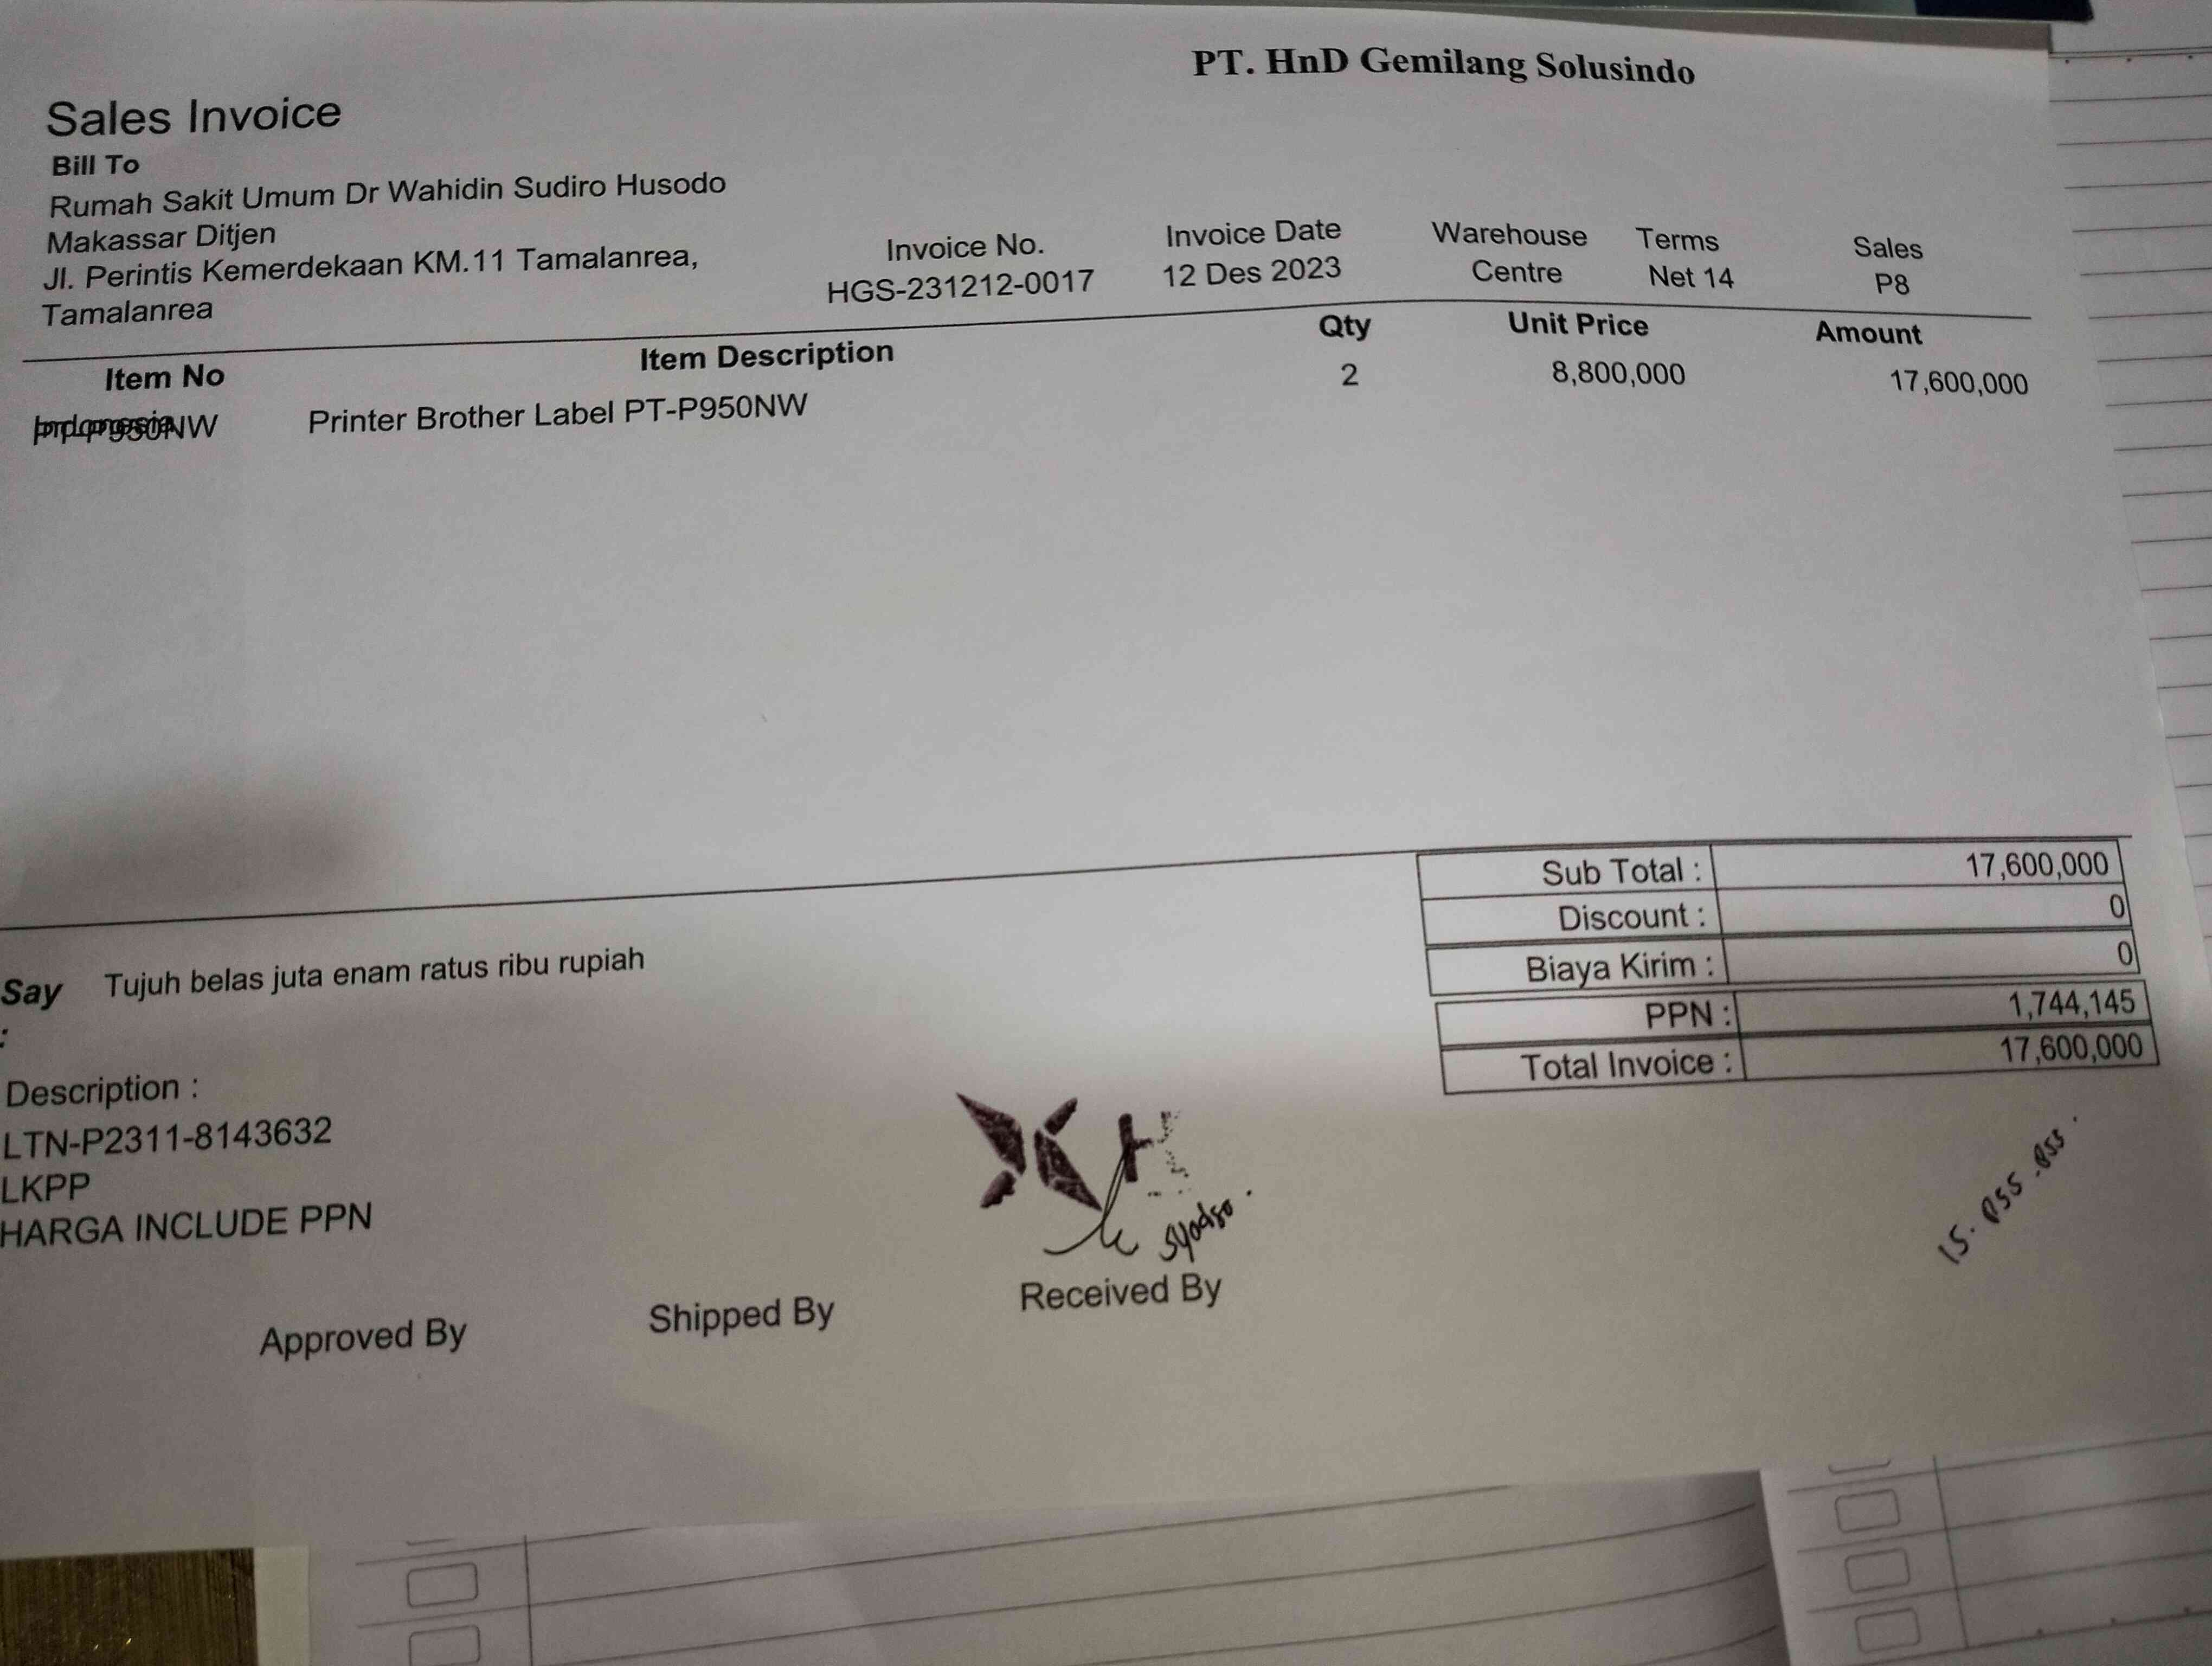 PT. HnD Gemilang Solusindo
Sales Invoice
Bill To
Rumah Sakit Umum Dr Wahidin Sudiro Husodo
Makassar Ditjen
Jl. Perintis Kemerdekaan KM.11 Tamalanrea,
Tamalanrea
Indonesia
Invoice No. Invoice Date Warehouse Terms Sales
HGS-231212-0017 12 Des 2023 Centre Net 14 P8
Item No Item Description Qty Unit Price Amount
PT-P950NW Printer Brother Label PT-P950NW 2 8,800,000 17,600,000
Sub Total : 17,600,000
Discount : 0
Biaya Kirim : 0
PPN : 1,744,145
Total Invoice : 17,600,000
Say : Tujuh belas juta enam ratus ribu rupiah
Description :
LTN-P2311-8143632
LKPP
HARGA INCLUDE PPN
Approved By Shipped By Received By